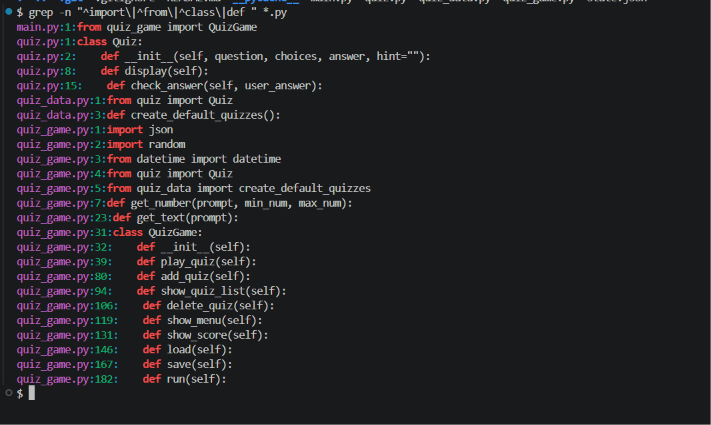 $ grep -n "^import\|^from\|^class\|def " *.py
main.py:1:from quiz_game import QuizGame
quiz.py:1:class Quiz:
quiz.py:2:    def __init__(self, question, choices, answer, hint=""):
quiz.py:8:    def display(self):
quiz.py:15:    def check_answer(self, user_answer):
quiz_data.py:1:from quiz import Quiz
quiz_data.py:3:def create_default_quizzes():
quiz_game.py:1:import json
quiz_game.py:2:import random
quiz_game.py:3:from datetime import datetime
quiz_game.py:4:from quiz import Quiz
quiz_game.py:5:from quiz_data import create_default_quizzes
quiz_game.py:7:def get_number(prompt, min_num, max_num):
quiz_game.py:23:def get_text(prompt):
quiz_game.py:31:class QuizGame:
quiz_game.py:32:    def __init__(self):
quiz_game.py:39:    def play_quiz(self):
quiz_game.py:80:    def add_quiz(self):
quiz_game.py:94:    def show_quiz_list(self):
quiz_game.py:106:    def delete_quiz(self):
quiz_game.py:119:    def show_menu(self):
quiz_game.py:131:    def show_score(self):
quiz_game.py:146:    def load(self):
quiz_game.py:167:    def save(self):
quiz_game.py:182:    def run(self):
$